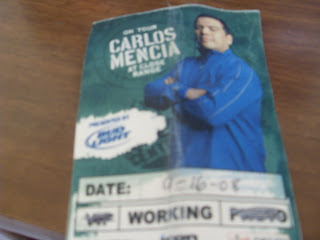 ON TOUR
CARLOS
MENCIA
AT CLOSE
RANGE
PRESENTED BY
BUD
LIGHT
DATE: 9-16-08
VIP WORKING PHOTO